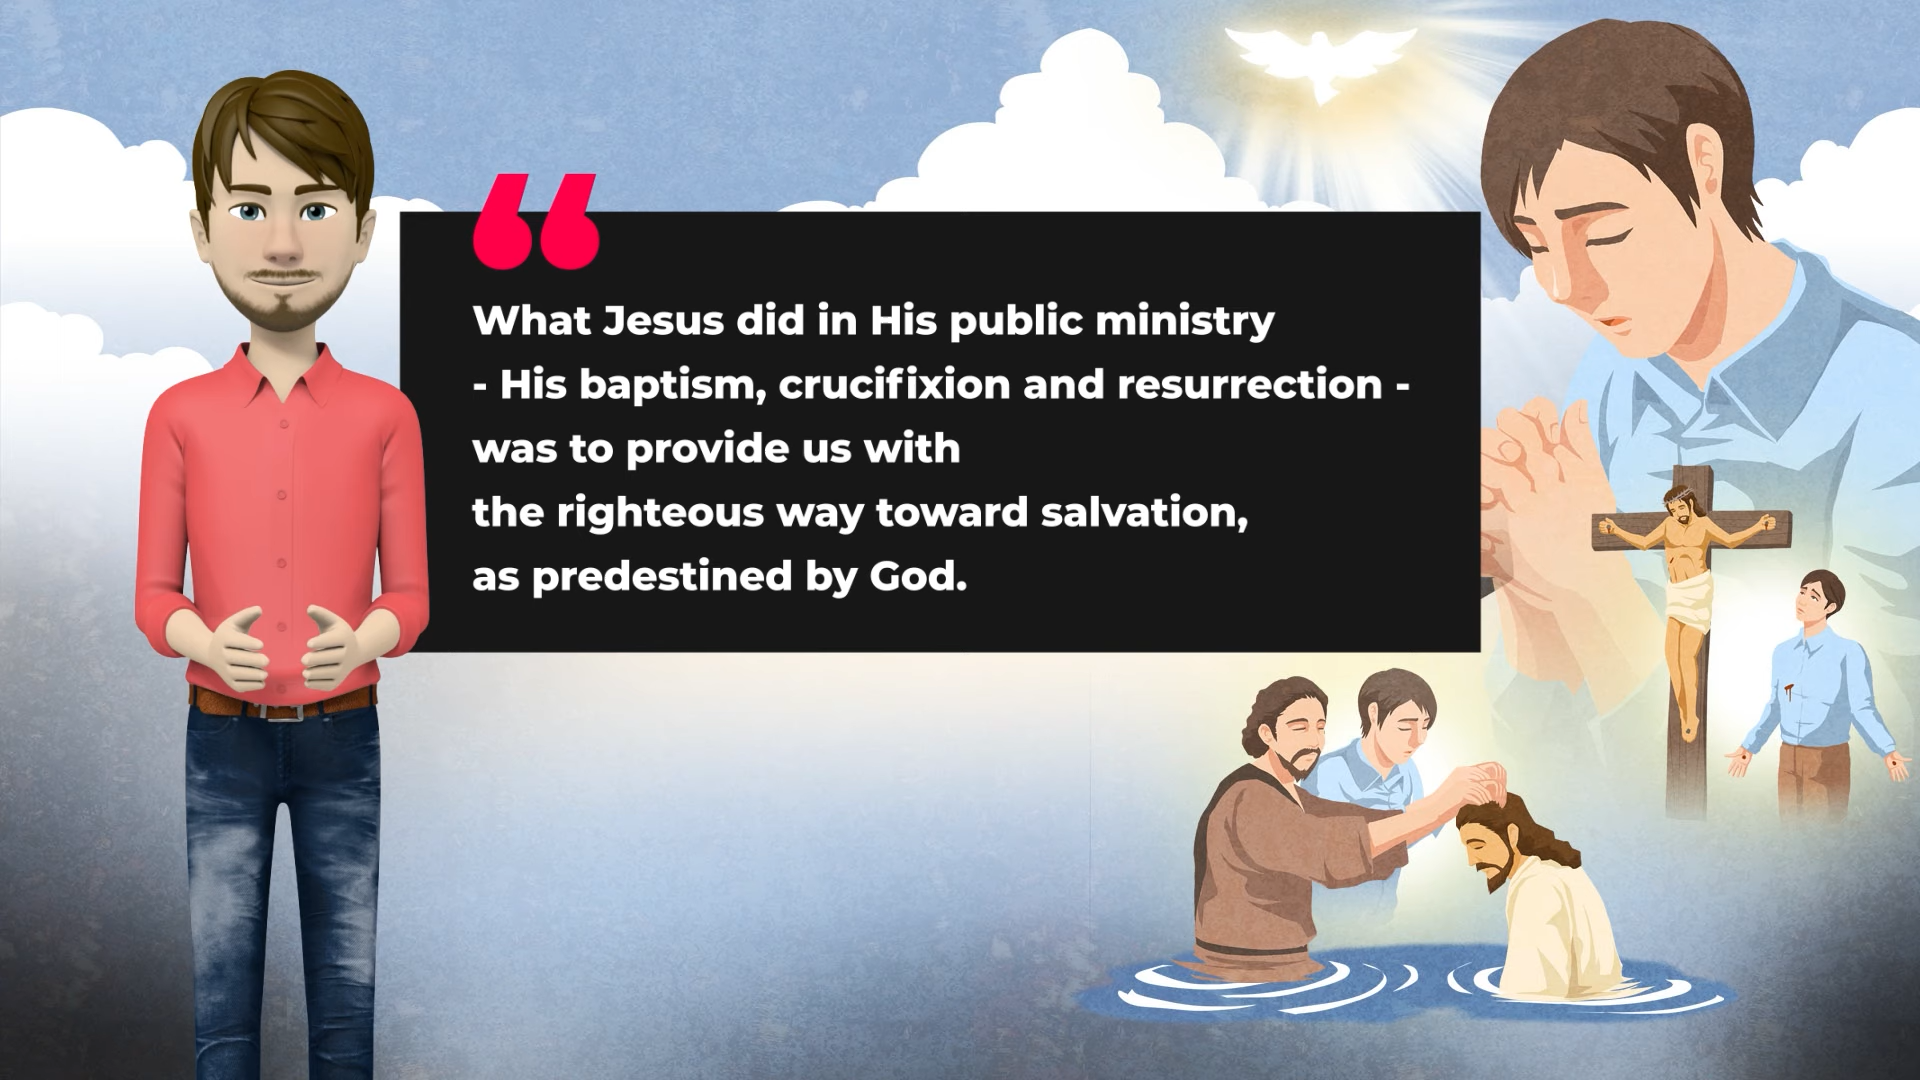 “
What Jesus did in His public ministry
- His baptism, crucifixion and resurrection -
was to provide us with
the righteous way toward salvation,
as predestined by God.